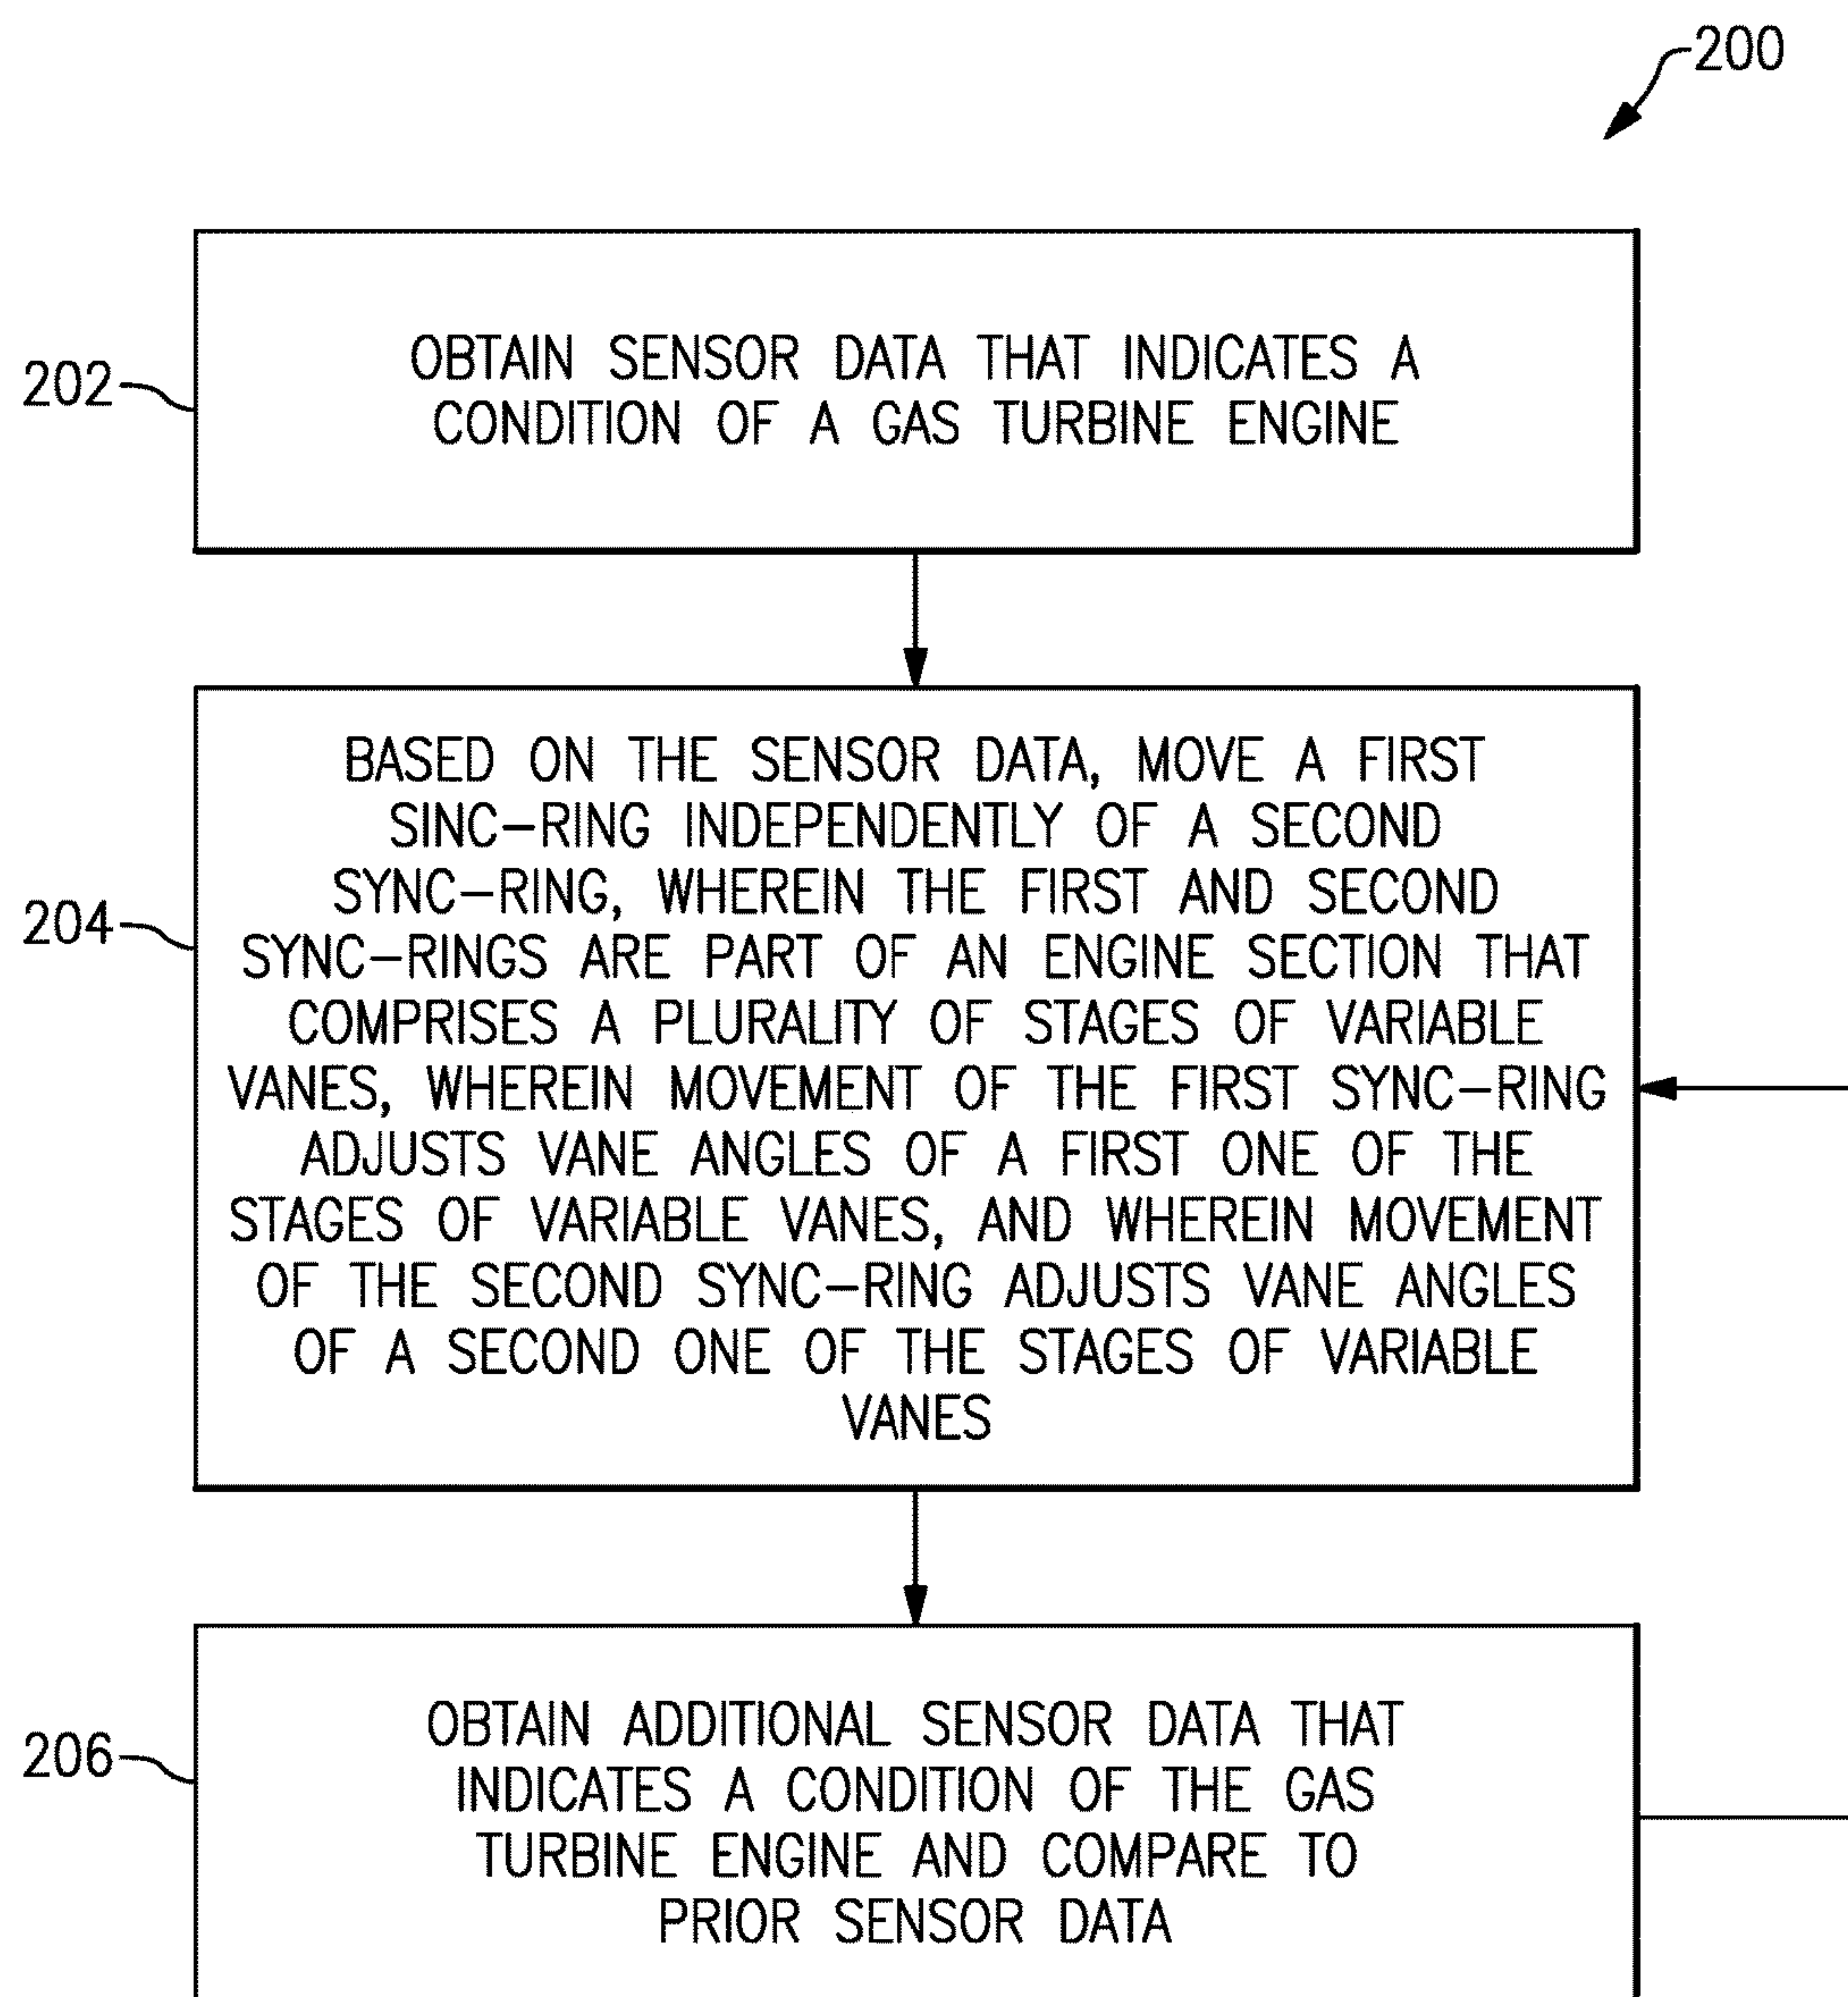 200
202
OBTAIN SENSOR DATA THAT INDICATES A
CONDITION OF A GAS TURBINE ENGINE
204
BASED ON THE SENSOR DATA, MOVE A FIRST
SINC-RING INDEPENDENTLY OF A SECOND
SYNC-RING, WHEREIN THE FIRST AND SECOND
SYNC-RINGS ARE PART OF AN ENGINE SECTION THAT
COMPRISES A PLURALITY OF STAGES OF VARIABLE
VANES, WHEREIN MOVEMENT OF THE FIRST SYNC-RING
ADJUSTS VANE ANGLES OF A FIRST ONE OF THE
STAGES OF VARIABLE VANES, AND WHEREIN MOVEMENT
OF THE SECOND SYNC-RING ADJUSTS VANE ANGLES
OF A SECOND ONE OF THE STAGES OF VARIABLE
VANES
206
OBTAIN ADDITIONAL SENSOR DATA THAT
INDICATES A CONDITION OF THE GAS
TURBINE ENGINE AND COMPARE TO
PRIOR SENSOR DATA